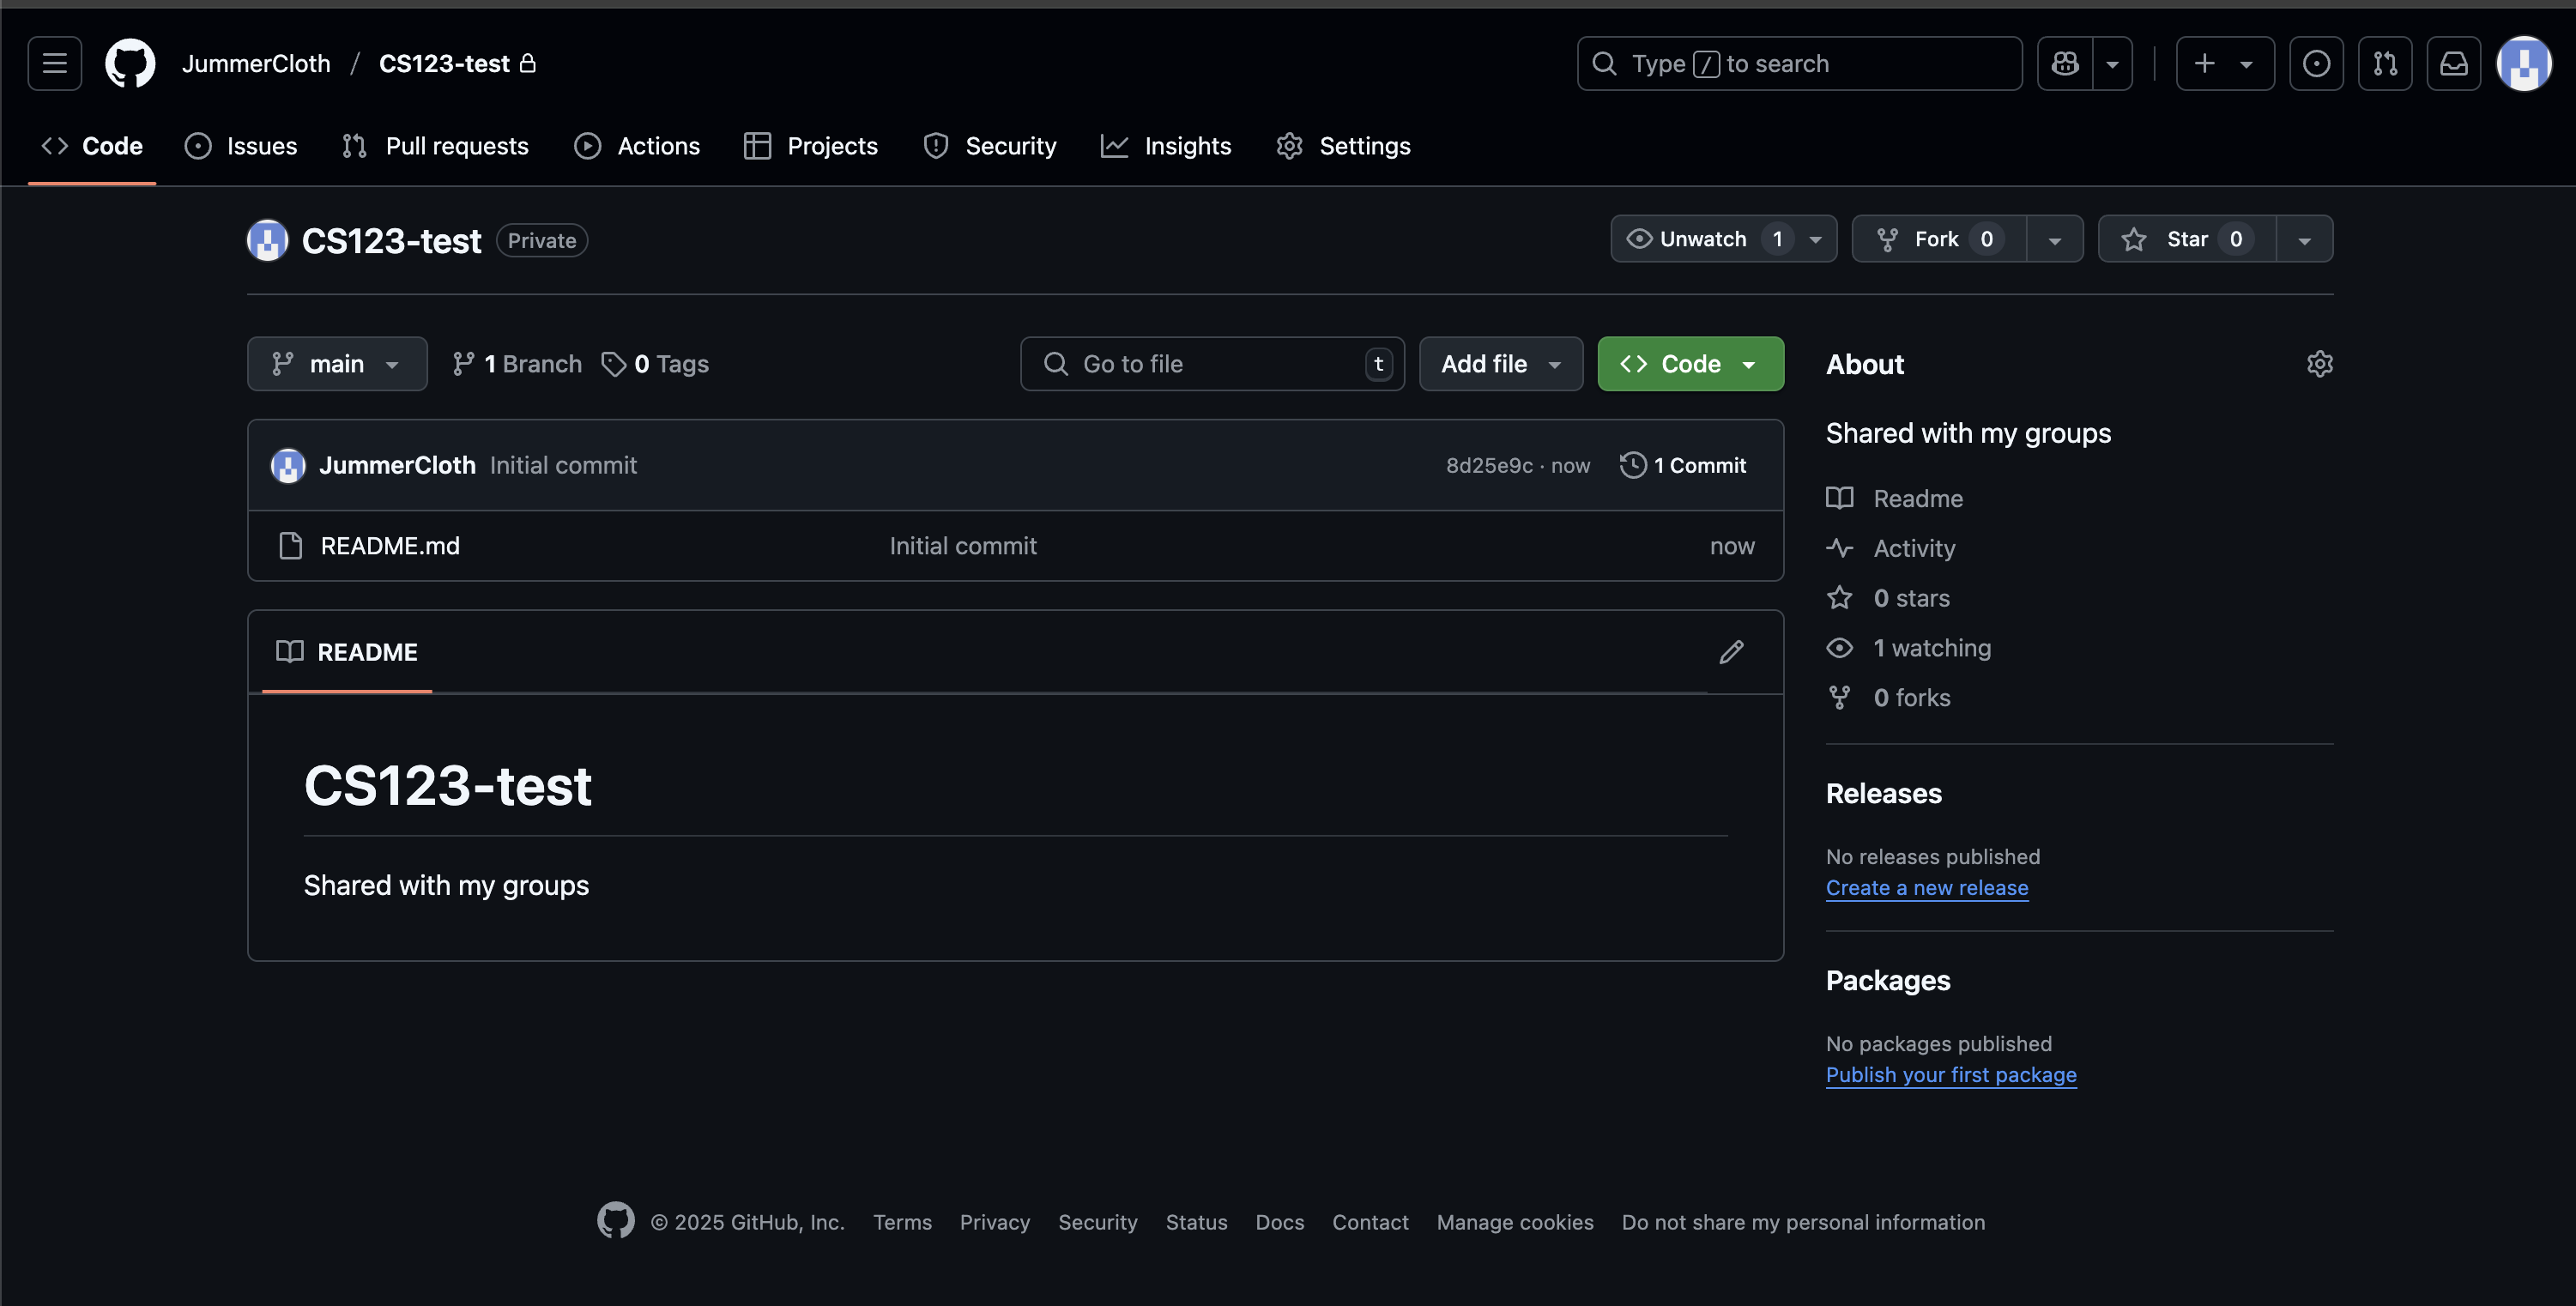 JummerCloth / CS123-test
Type / to search
Code Issues Pull requests Actions Projects Security Insights Settings
CS123-test Private
Unwatch 1 Fork 0 Star 0
main 1 Branch 0 Tags
Go to file t Add file Code
JummerCloth Initial commit 8d25e9c · now 1 Commit
README.md Initial commit now
README
CS123-test
Shared with my groups
About
Shared with my groups
Readme
Activity
0 stars
1 watching
0 forks
Releases
No releases published
Create a new release
Packages
No packages published
Publish your first package
© 2025 GitHub, Inc. Terms Privacy Security Status Docs Contact Manage cookies Do not share my personal information